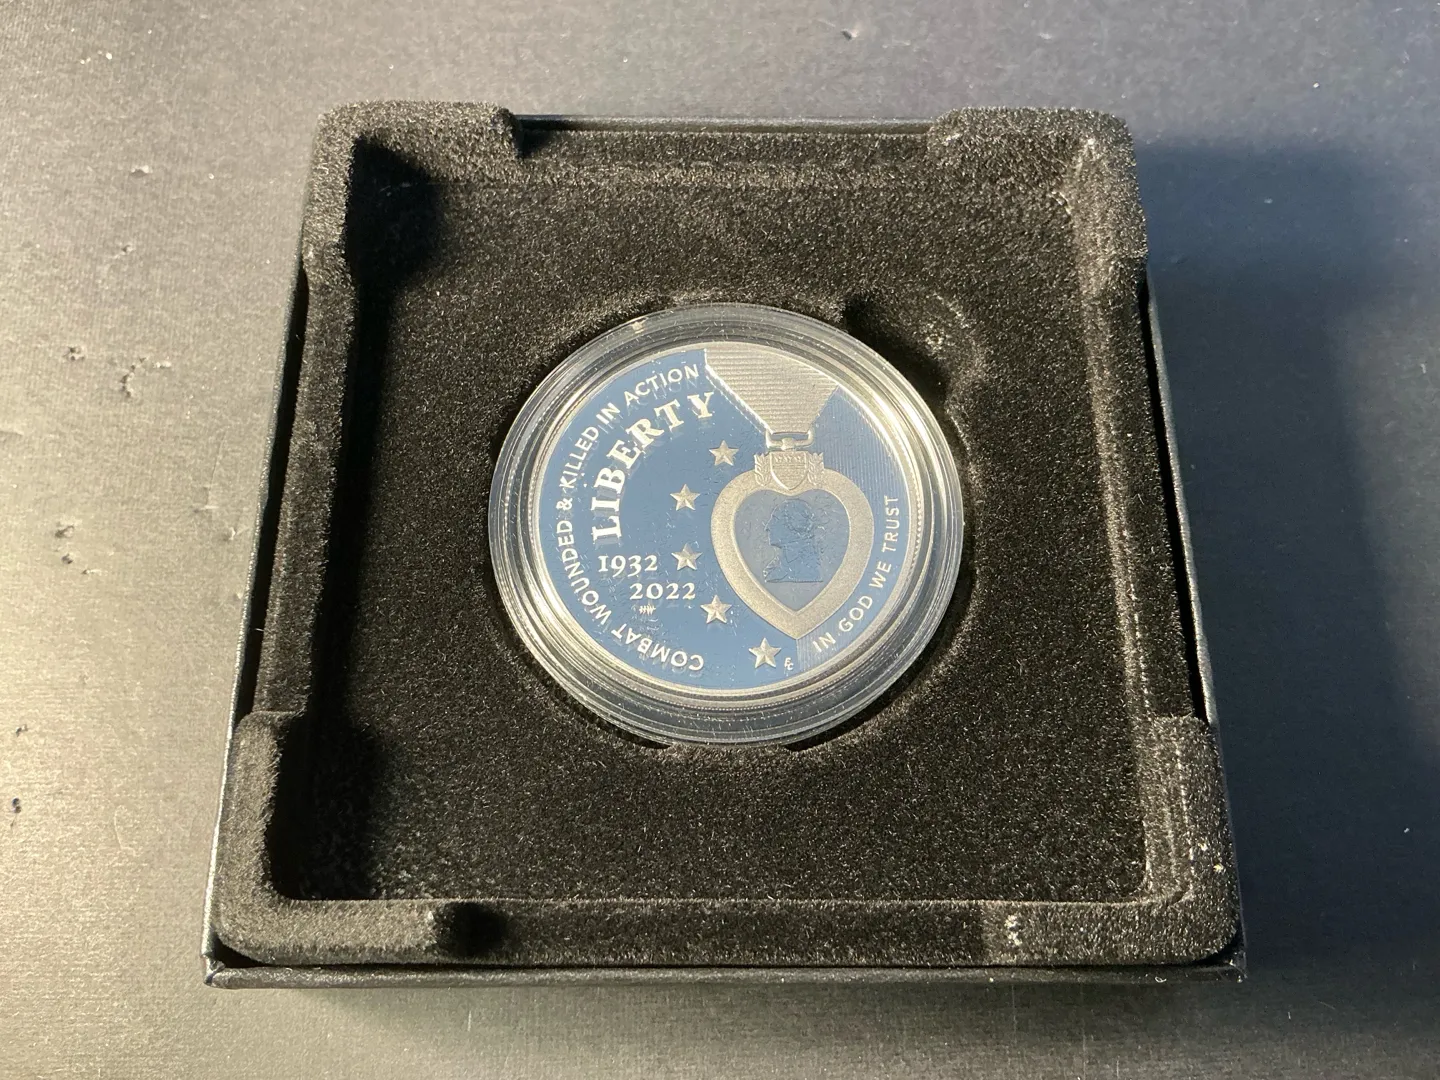 COMBAT WOUNDED & KILLED IN ACTION
LIBERTY
1932
2022
IN GOD WE TRUST